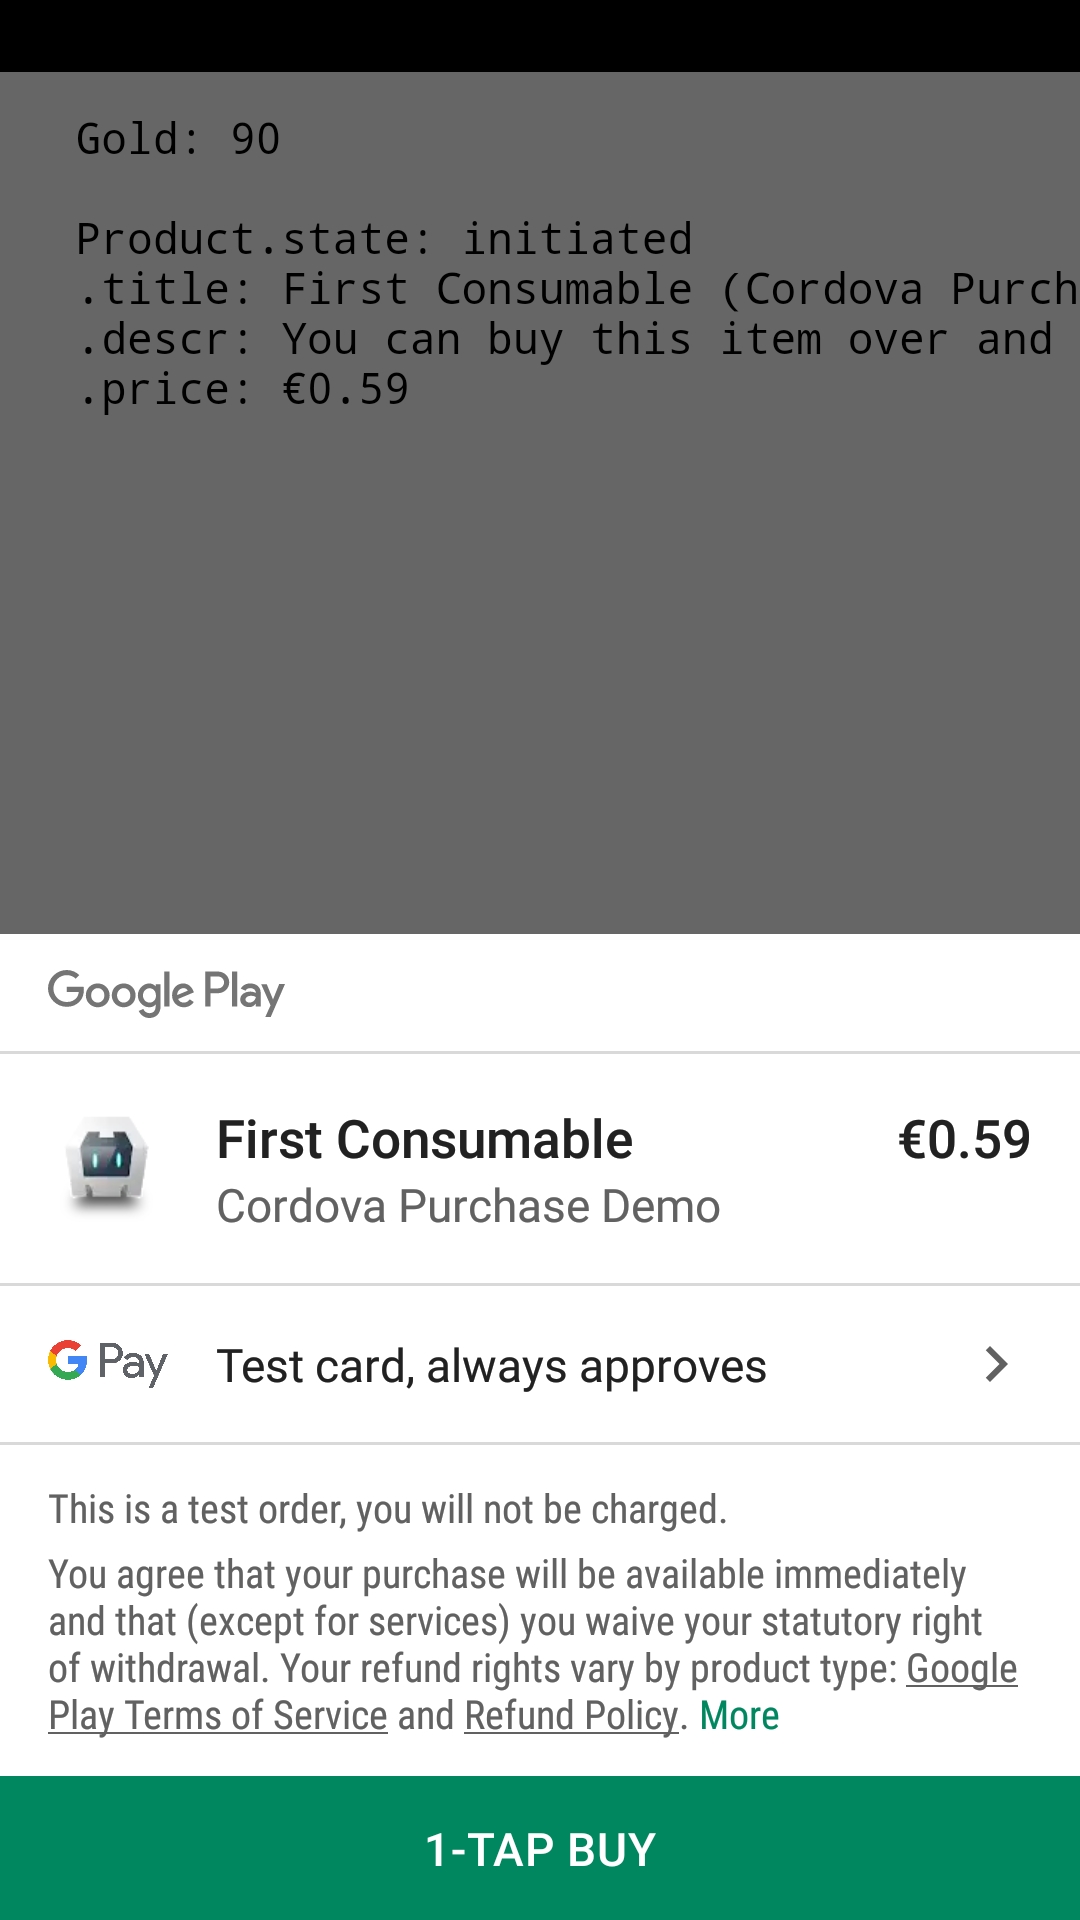 Gold: 90
Product.state: initiated
.title: First Consumable (Cordova Purch
.descr: You can buy this item over and
.price: €0.59
Google Play
First Consumable €0.59
Cordova Purchase Demo
G Pay Test card, always approves
This is a test order, you will not be charged.
You agree that your purchase will be available immediately
and that (except for services) you waive your statutory right
of withdrawal. Your refund rights vary by product type: Google
Play Terms of Service and Refund Policy. More
1-TAP BUY